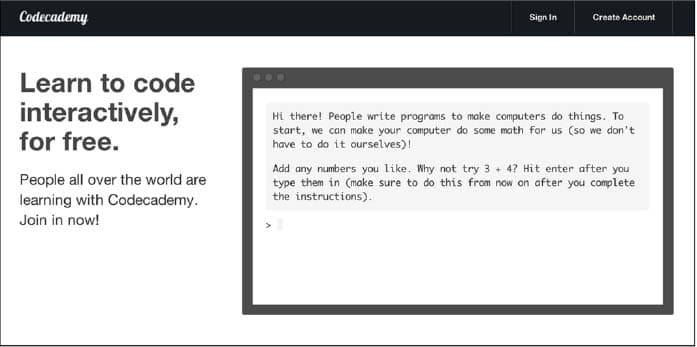 Codecademy
Sign In
Create Account
Learn to code
interactively,
for free.
People all over the world are
learning with Codecademy.
Join in now!
Hi there! People write programs to make computers do things. To
start, we can make your computer do some math for us (so we don't
have to do it ourselves)!
Add any numbers you like. Why not try 3 + 4? Hit enter after you
type them in (make sure to do this from now on after you complete
the instructions).
>